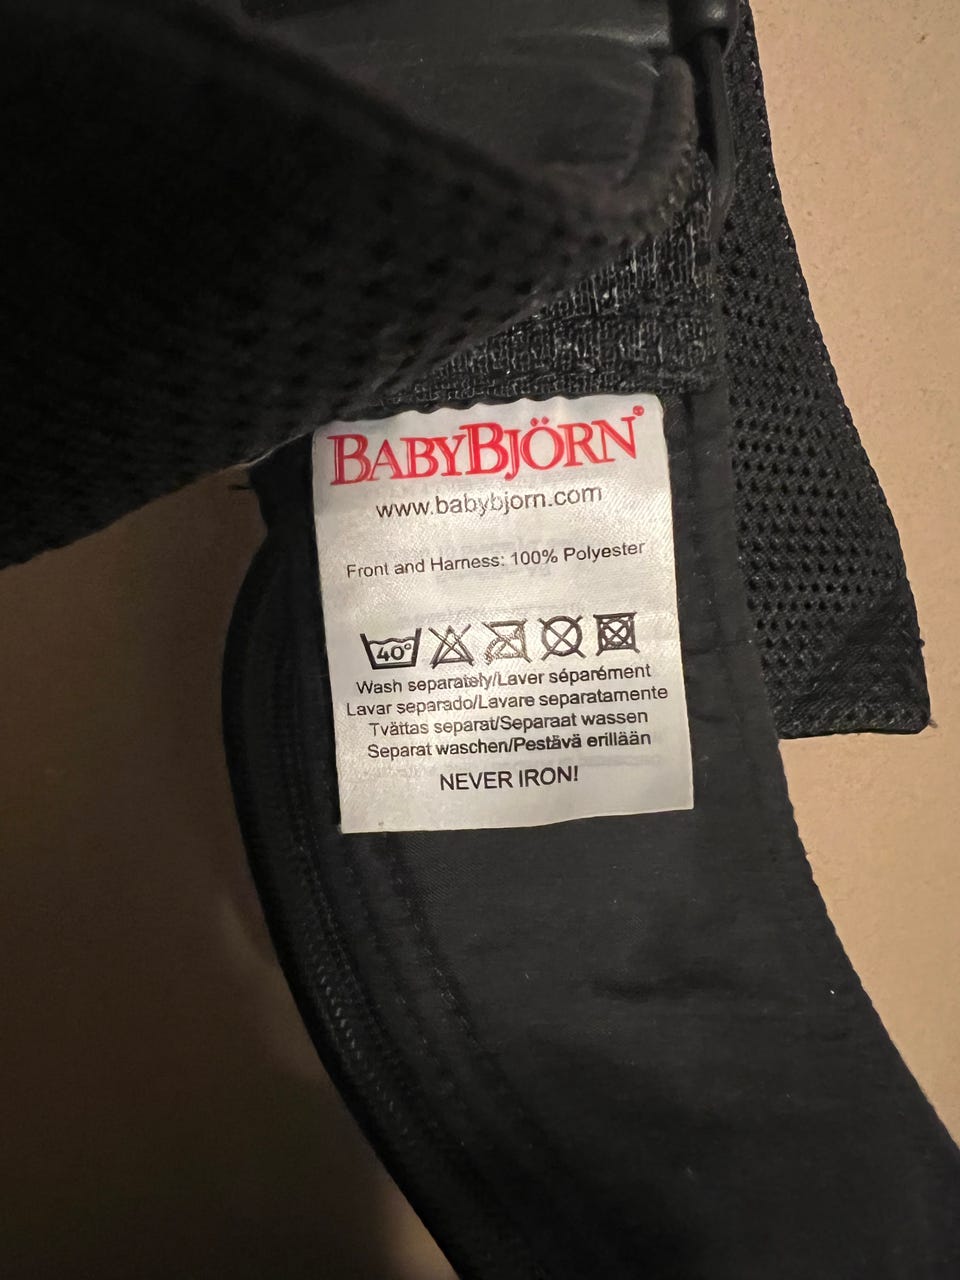 BABYBJÖRN®
www.babybjorn.com
Front and Harness: 100% Polyester
40°
Wash separately/Laver séparément
Lavar separado/Lavare separatamente
Tvättas separat/Separaat wassen
Separat waschen/Pestävä erillään
NEVER IRON!